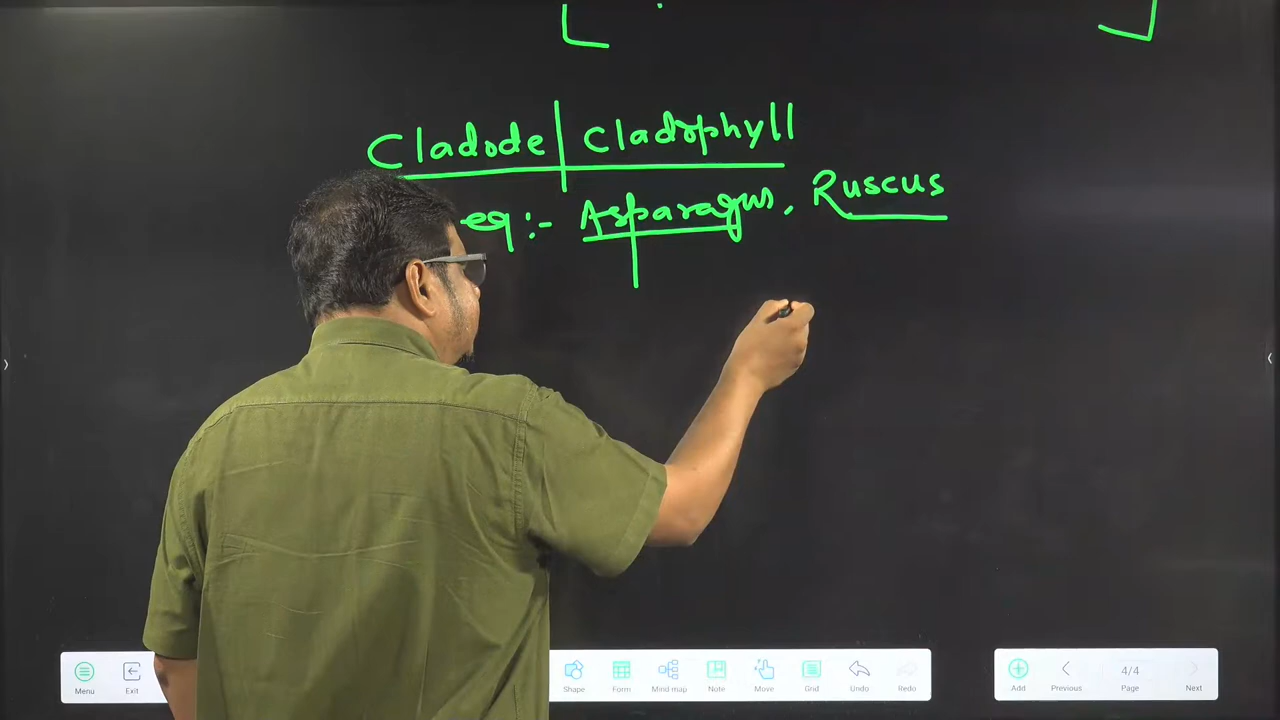 Cladode | Cladophyll
eg :- Asparagus, Ruscus
Menu Exit Shape Form Mind map Note Move Grid Undo Redo Add Previous 4/4 Page Next